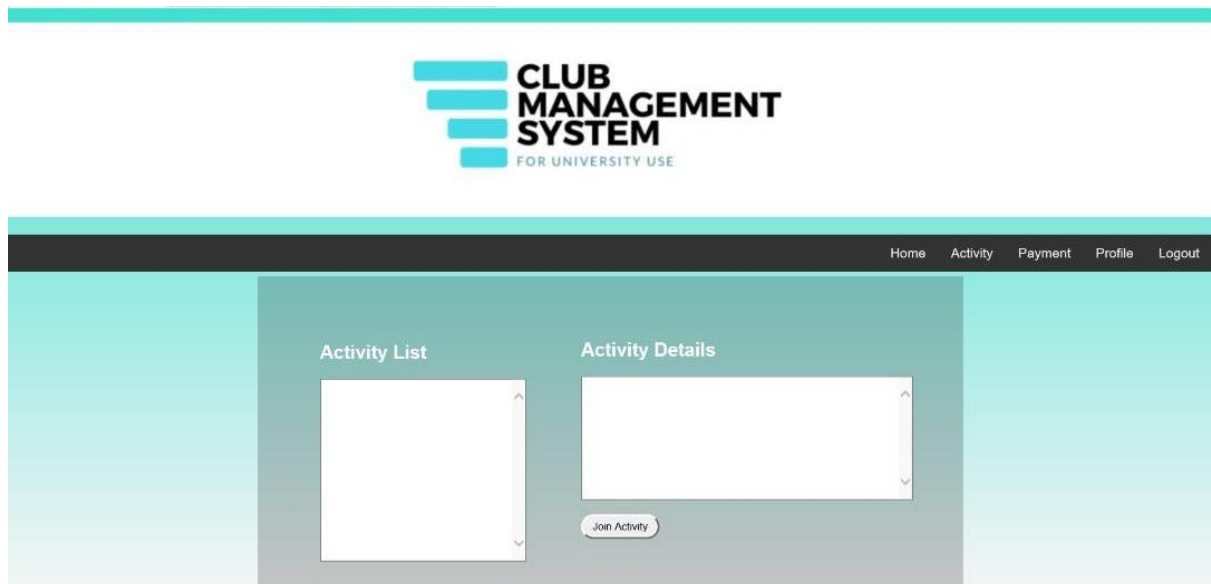 CLUB
MANAGEMENT
SYSTEM
FOR UNIVERSITY USE
Home Activity Payment Profile Logout
Activity List
Activity Details
Join Activity